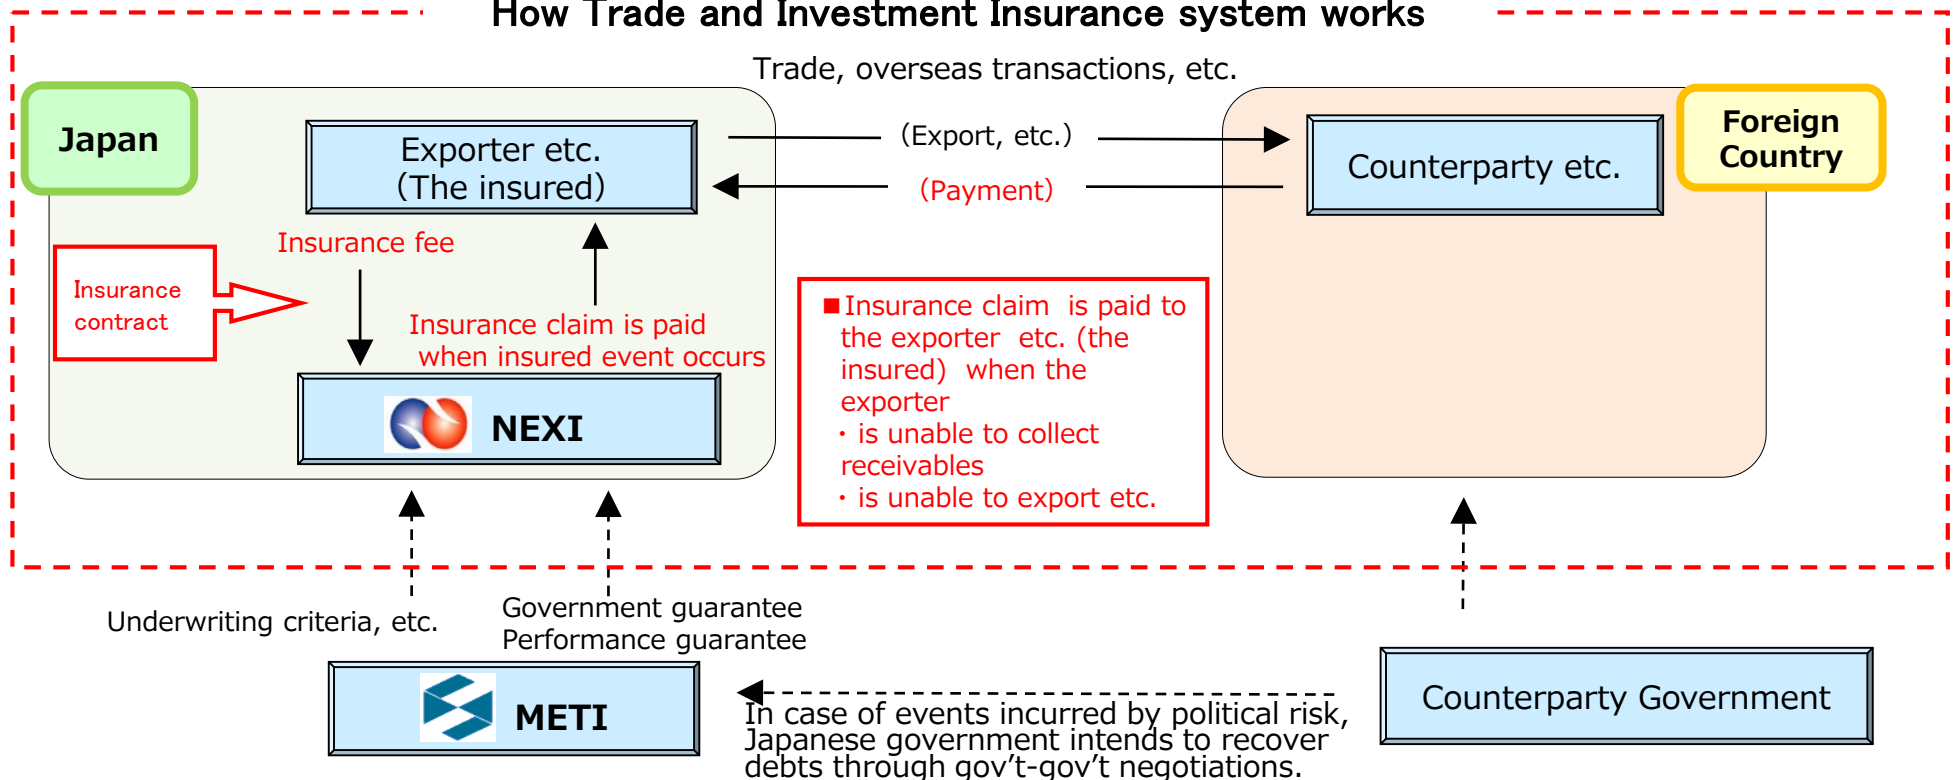 How Trade and Investment Insurance system works
Trade, overseas transactions, etc.
Japan
Exporter etc.
(The insured)
(Export, etc.)
(Payment)
Counterparty etc.
Foreign
Country
Insurance fee
Insurance
contract
Insurance claim is paid
when insured event occurs
■Insurance claim is paid to
the exporter etc. (the
insured) when the
exporter
・is unable to collect
receivables
・is unable to export etc.
NEXI
Underwriting criteria, etc.
Government guarantee
Performance guarantee
METI
In case of events incurred by political risk,
Japanese government intends to recover
debts through gov’t-gov’t negotiations.
Counterparty Government